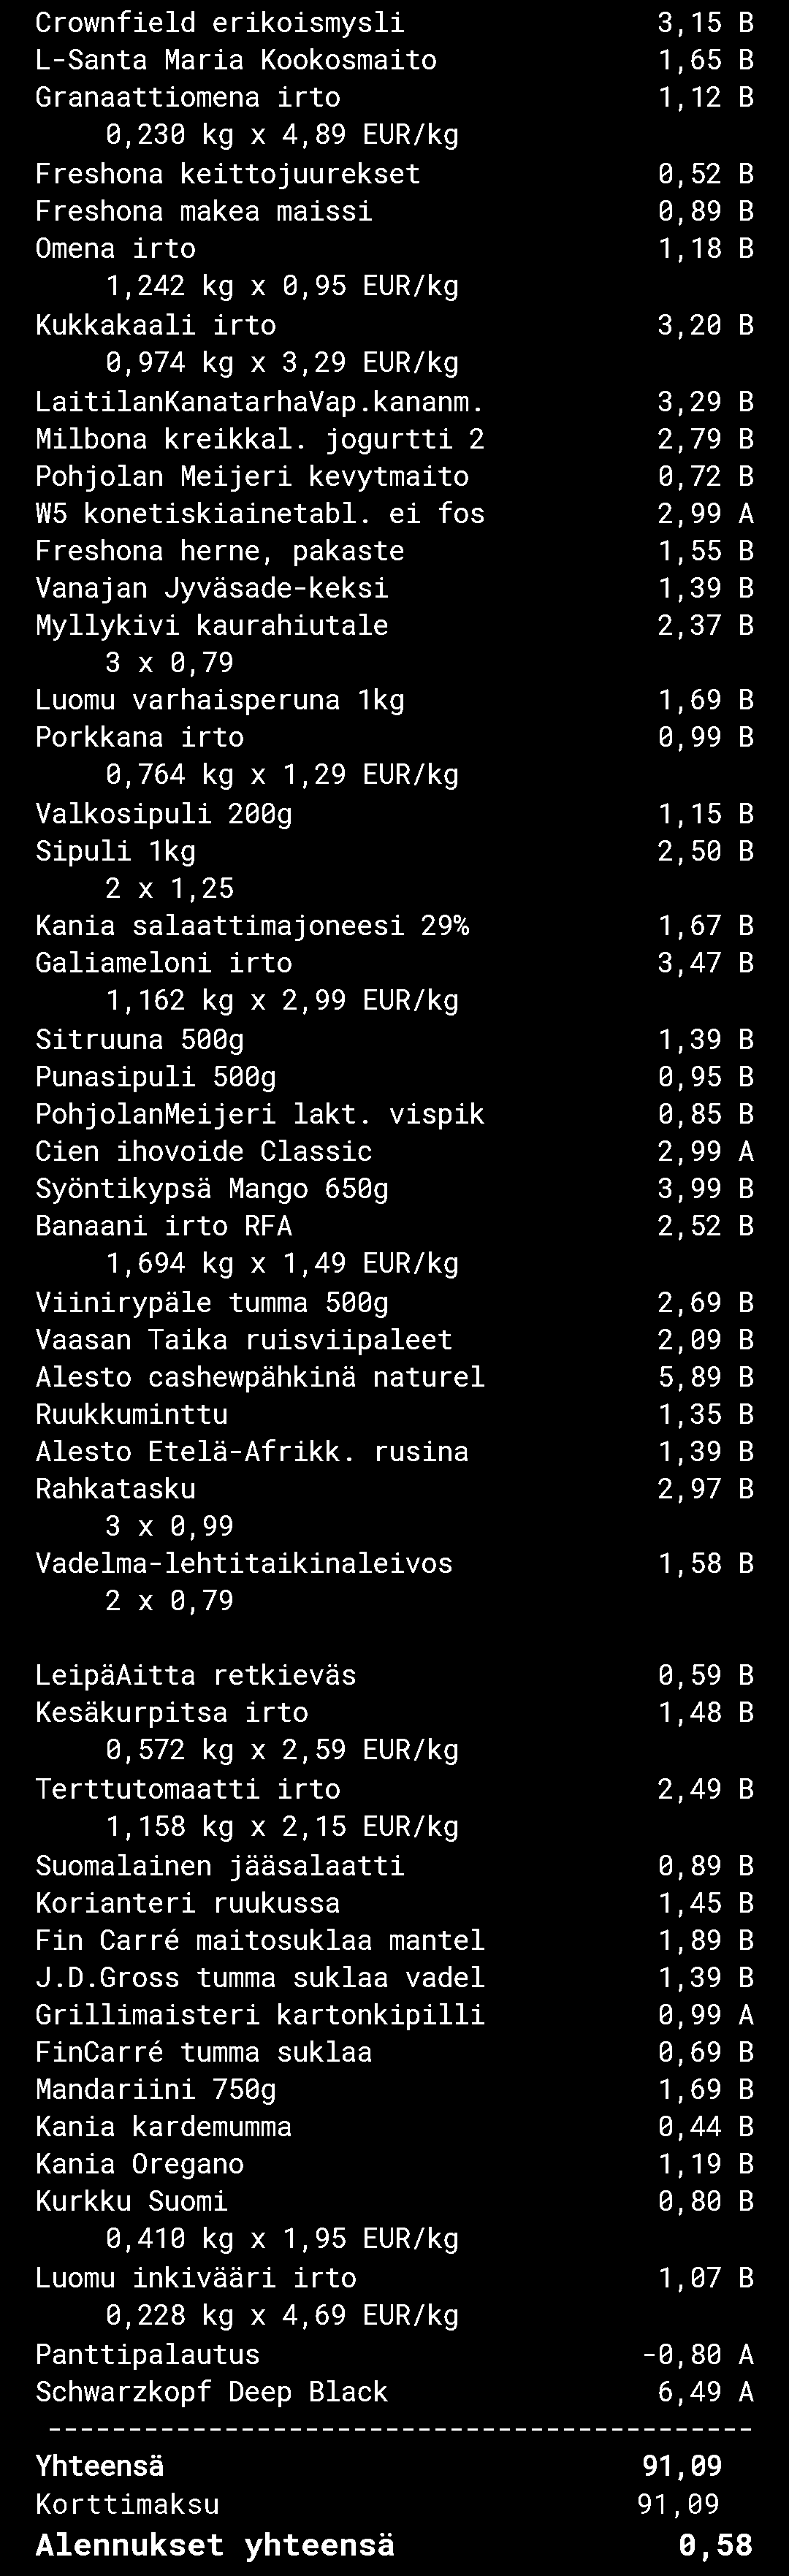 Crownfield erikoismysli 3,15 B
L-Santa Maria Kookosmaito 1,65 B
Granaattiomena irto 1,12 B
0,230 kg x 4,89 EUR/kg
Freshona keittojuurekset 0,52 B
Freshona makea maissi 0,89 B
Omena irto 1,18 B
1,242 kg x 0,95 EUR/kg
Kukkakaali irto 3,20 B
0,974 kg x 3,29 EUR/kg
LaitilanKanatarhaVap.kananm. 3,29 B
Milbona kreikkal. jogurtti 2 2,79 B
Pohjolan Meijeri kevytmaito 0,72 B
W5 konetiskiainetabl. ei fos 2,99 A
Freshona herne, pakaste 1,55 B
Vanajan Jyväsade-keksi 1,39 B
Myllykivi kaurahiutale 2,37 B
3 x 0,79
Luomu varhaisperuna 1kg 1,69 B
Porkkana irto 0,99 B
0,764 kg x 1,29 EUR/kg
Valkosipuli 200g 1,15 B
Sipuli 1kg 2,50 B
2 x 1,25
Kania salaattimajoneesi 29% 1,67 B
Galiameloni irto 3,47 B
1,162 kg x 2,99 EUR/kg
Sitruuna 500g 1,39 B
Punasipuli 500g 0,95 B
PohjolanMeijeri lakt. vispik 0,85 B
Cien ihovoide Classic 2,99 A
Syöntikypsä Mango 650g 3,99 B
Banaani irto RFA 2,52 B
1,694 kg x 1,49 EUR/kg
Viinirypäle tumma 500g 2,69 B
Vaasan Taika ruisviipaleet 2,09 B
Alesto cashewpähkinä naturel 5,89 B
Ruukkuminttu 1,35 B
Alesto Etelä-Afrikk. rusina 1,39 B
Rahkatasku 2,97 B
3 x 0,99
Vadelma-lehtitaikinaleivos 1,58 B
2 x 0,79
LeipäAitta retkieväs 0,59 B
Kesäkurpitsa irto 1,48 B
0,572 kg x 2,59 EUR/kg
Terttutomaatti irto 2,49 B
1,158 kg x 2,15 EUR/kg
Suomalainen jääsalaatti 0,89 B
Korianteri ruukussa 1,45 B
Fin Carré maitosuklaa mantel 1,89 B
J.D.Gross tumma suklaa vadel 1,39 B
Grillimaisteri kartonkipilli 0,99 A
FinCarré tumma suklaa 0,69 B
Mandariini 750g 1,69 B
Kania kardemumma 0,44 B
Kania Oregano 1,19 B
Kurkku Suomi 0,80 B
0,410 kg x 1,95 EUR/kg
Luomu inkivääri irto 1,07 B
0,228 kg x 4,69 EUR/kg
Panttipalautus -0,80 A
Schwarzkopf Deep Black 6,49 A
--------------------------------------------
Yhteensä 91,09
Korttimaksu 91,09
Alennukset yhteensä 0,58